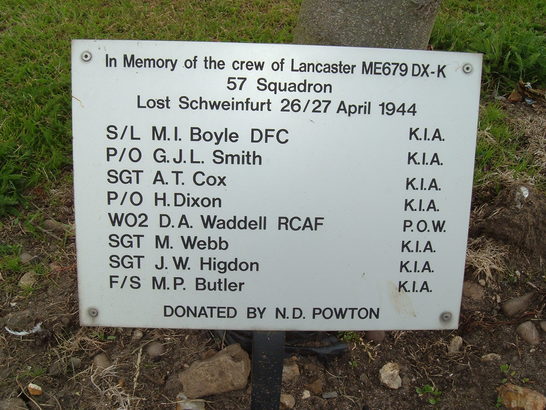 In Memory of the crew of Lancaster ME679 DX-K
57 Squadron
Lost Schweinfurt 26/27 April 1944
S/L M.I. Boyle DFC K.I.A.
P/O G.J.L. Smith K.I.A.
SGT A.T. Cox K.I.A.
P/O H. Dixon K.I.A.
WO2 D.A. Waddell RCAF P.O.W.
SGT M. Webb K.I.A.
SGT J.W. Higdon K.I.A.
F/S M.P. Butler K.I.A.
DONATED BY N.D. POWTON